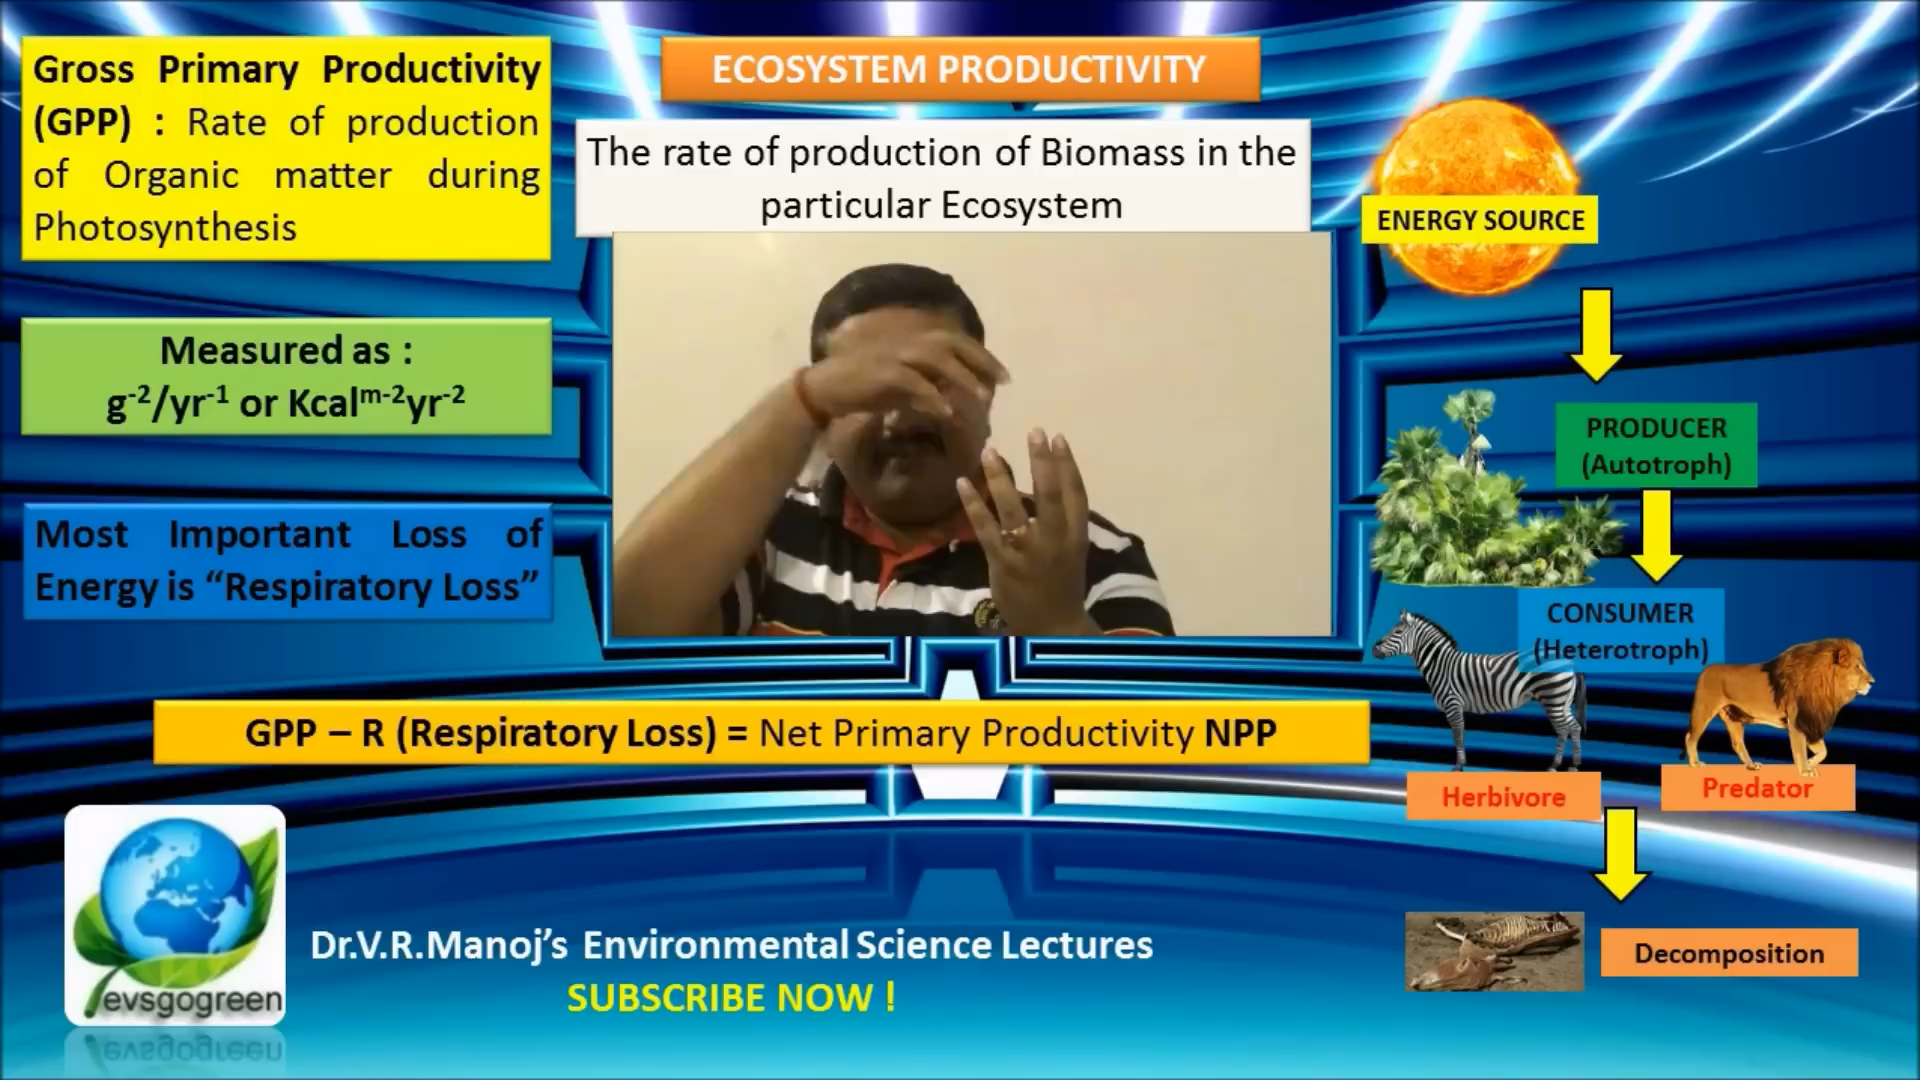 ECOSYSTEM PRODUCTIVITY
The rate of production of Biomass in the
particular Ecosystem
Gross Primary Productivity
(GPP) : Rate of production
of Organic matter during
Photosynthesis
Measured as :
g⁻²/yr⁻¹ or Kcalᵐ⁻²yr⁻²
Most Important Loss of
Energy is “Respiratory Loss”
GPP – R (Respiratory Loss) = Net Primary Productivity NPP
ENERGY SOURCE
PRODUCER
(Autotroph)
CONSUMER
(Heterotroph)
Herbivore
Predator
Decomposition
evsgogreen
Dr.V.R.Manoj’s Environmental Science Lectures
SUBSCRIBE NOW !